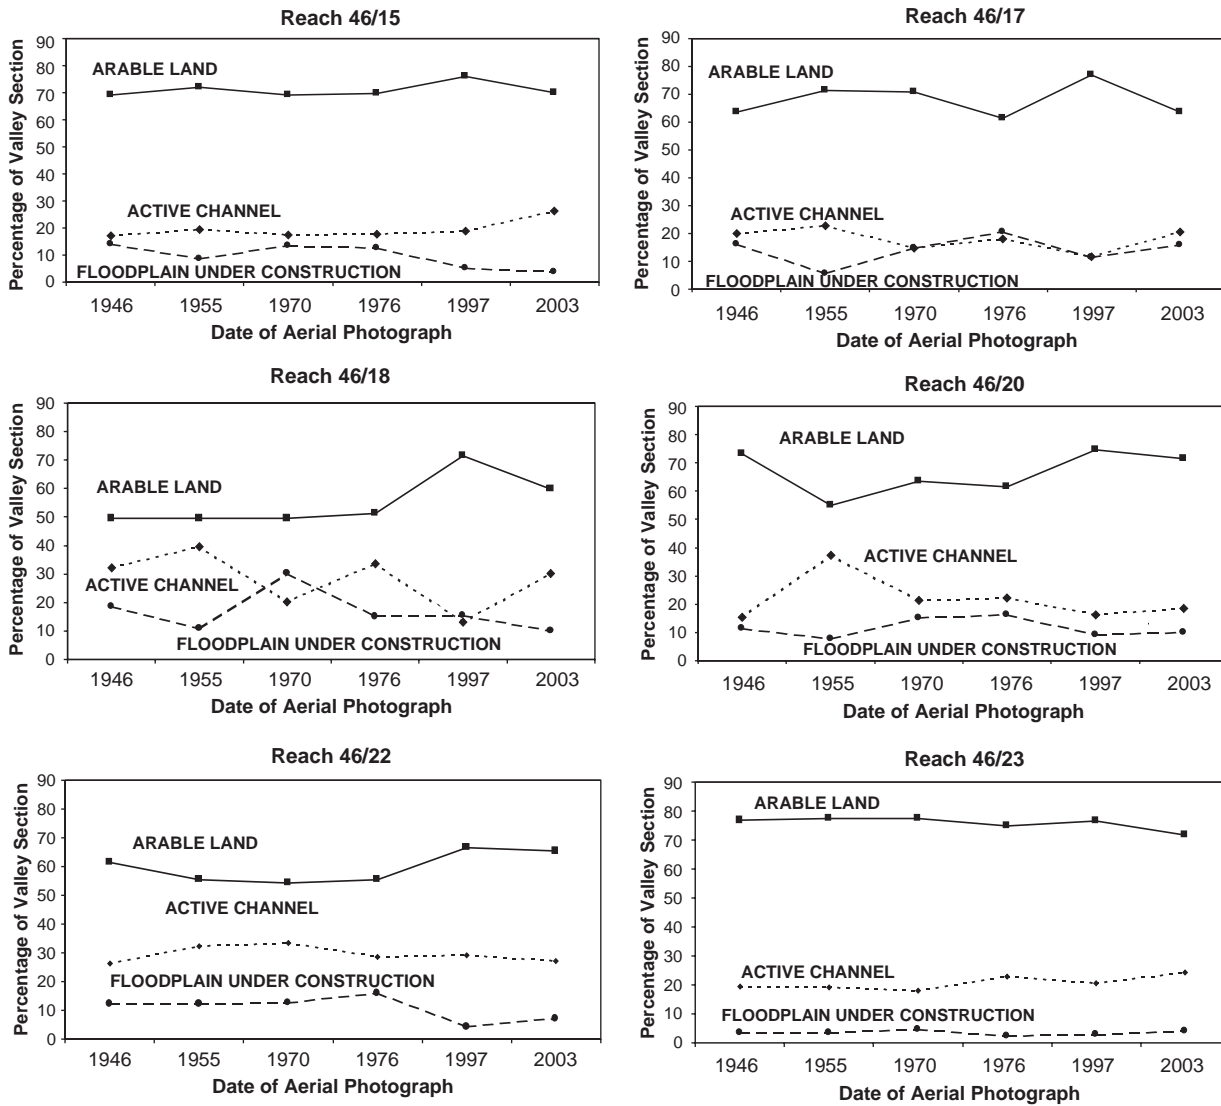 Reach 46/15
Percentage of Valley Section
90
80
70
60
50
40
30
20
10
0
ARABLE LAND
ACTIVE CHANNEL
FLOODPLAIN UNDER CONSTRUCTION
1946 1955 1970 1976 1997 2003
Date of Aerial Photograph
Reach 46/17
Percentage of Valley Section
90
80
70
60
50
40
30
20
10
0
ARABLE LAND
ACTIVE CHANNEL
FLOODPLAIN UNDER CONSTRUCTION
1946 1955 1970 1976 1997 2003
Date of Aerial Photograph
Reach 46/18
Percentage of Valley Section
90
80
70
60
50
40
30
20
10
0
ARABLE LAND
ACTIVE CHANNEL
FLOODPLAIN UNDER CONSTRUCTION
1946 1955 1970 1976 1997 2003
Date of Aerial Photograph
Reach 46/20
Percentage of Valley Section
90
80
70
60
50
40
30
20
10
0
ARABLE LAND
ACTIVE CHANNEL
FLOODPLAIN UNDER CONSTRUCTION
1946 1955 1970 1976 1997 2003
Date of Aerial Photograph
Reach 46/22
Percentage of Valley Section
90
80
70
60
50
40
30
20
10
0
ARABLE LAND
ACTIVE CHANNEL
FLOODPLAIN UNDER CONSTRUCTION
1946 1955 1970 1976 1997 2003
Date of Aerial Photograph
Reach 46/23
Percentage of Valley Section
90
80
70
60
50
40
30
20
10
0
ARABLE LAND
ACTIVE CHANNEL
FLOODPLAIN UNDER CONSTRUCTION
1946 1955 1970 1976 1997 2003
Date of Aerial Photograph